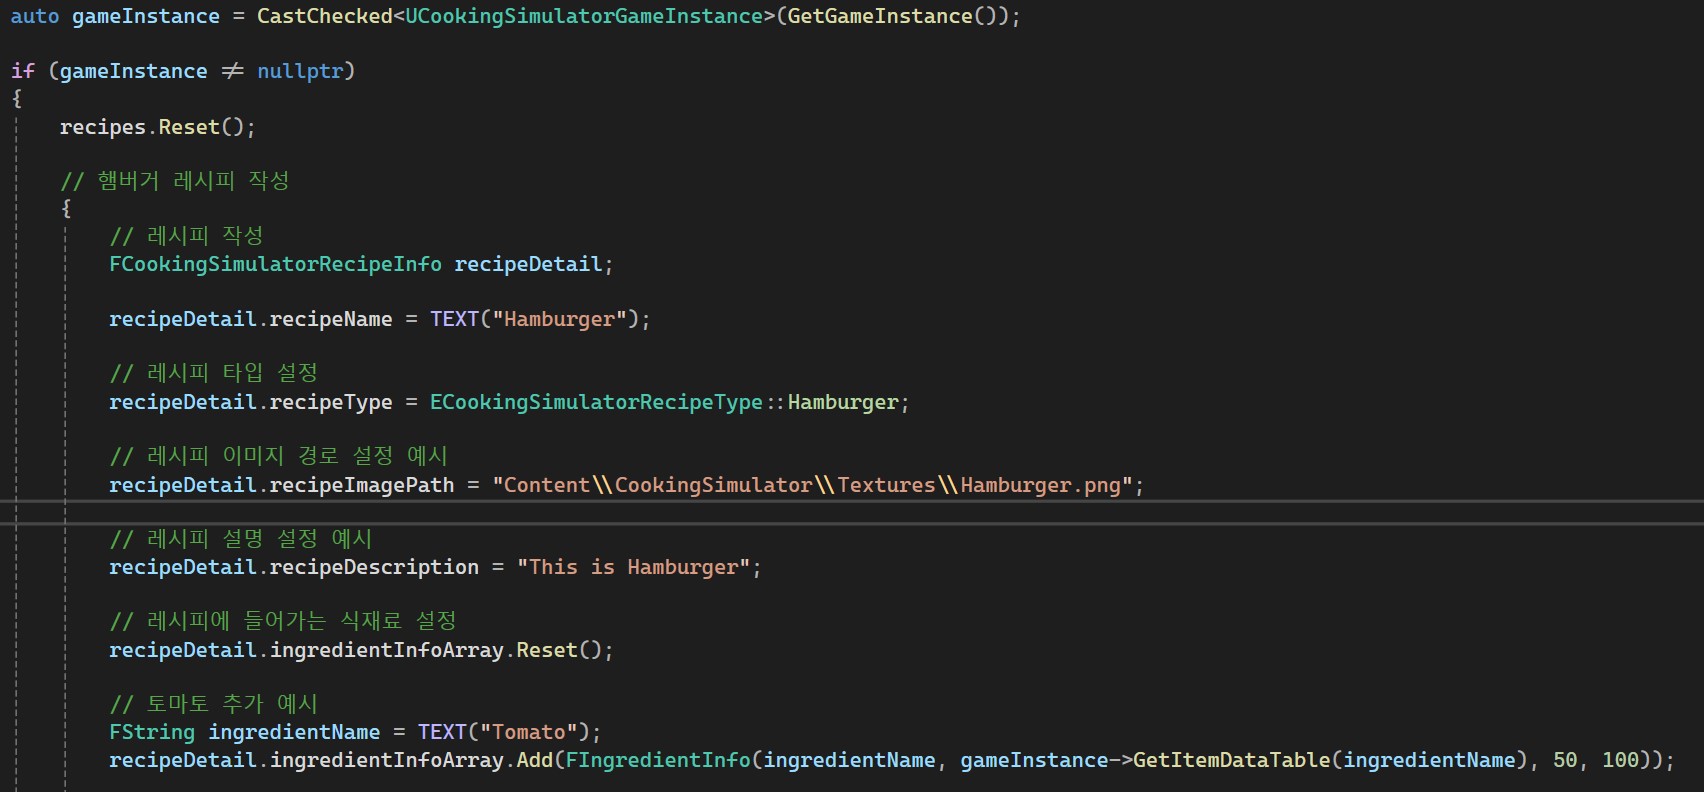 auto gameInstance = CastChecked<UCookingSimulatorGameInstance>(GetGameInstance());
if (gameInstance ≠ nullptr)
{
recipes.Reset();
// 햄버거 레시피 작성
{
// 레시피 작성
FCookingSimulatorRecipeInfo recipeDetail;
recipeDetail.recipeName = TEXT("Hamburger");
// 레시피 타입 설정
recipeDetail.recipeType = ECookingSimulatorRecipeType::Hamburger;
// 레시피 이미지 경로 설정 예시
recipeDetail.recipeImagePath = "Content\\CookingSimulator\\Textures\\Hamburger.png";
// 레시피 설명 설정 예시
recipeDetail.recipeDescription = "This is Hamburger";
// 레시피에 들어가는 식재료 설정
recipeDetail.ingredientInfoArray.Reset();
// 토마토 추가 예시
FString ingredientName = TEXT("Tomato");
recipeDetail.ingredientInfoArray.Add(FIngredientInfo(ingredientName, gameInstance->GetItemDataTable(ingredientName), 50, 100));